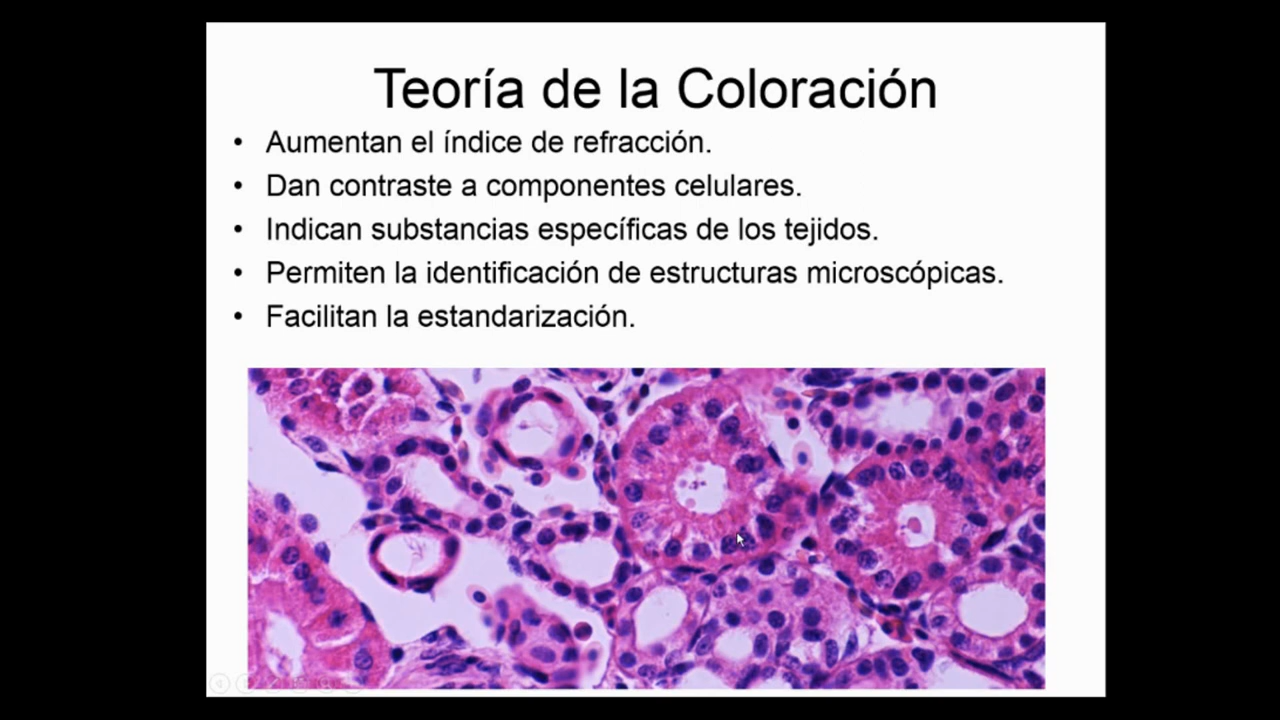 Teoría de la Coloración
• Aumentan el índice de refracción.
• Dan contraste a componentes celulares.
• Indican substancias específicas de los tejidos.
• Permiten la identificación de estructuras microscópicas.
• Facilitan la estandarización.